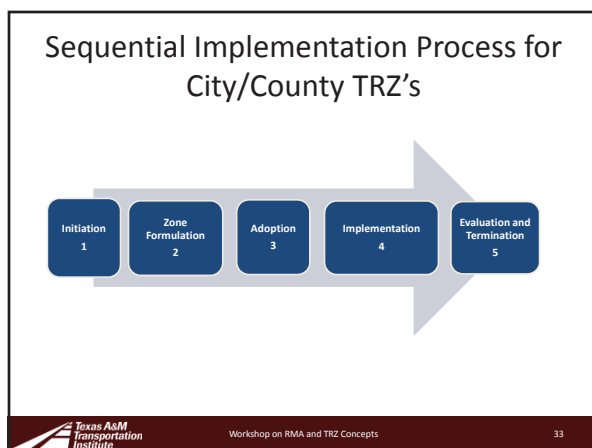 Sequential Implementation Process for
City/County TRZ's
Initiation
1
Zone
Formulation
2
Adoption
3
Implementation
4
Evaluation and
Termination
5
Texas A&M
Transportation
Institute
Workshop on RMA and TRZ Concepts
33